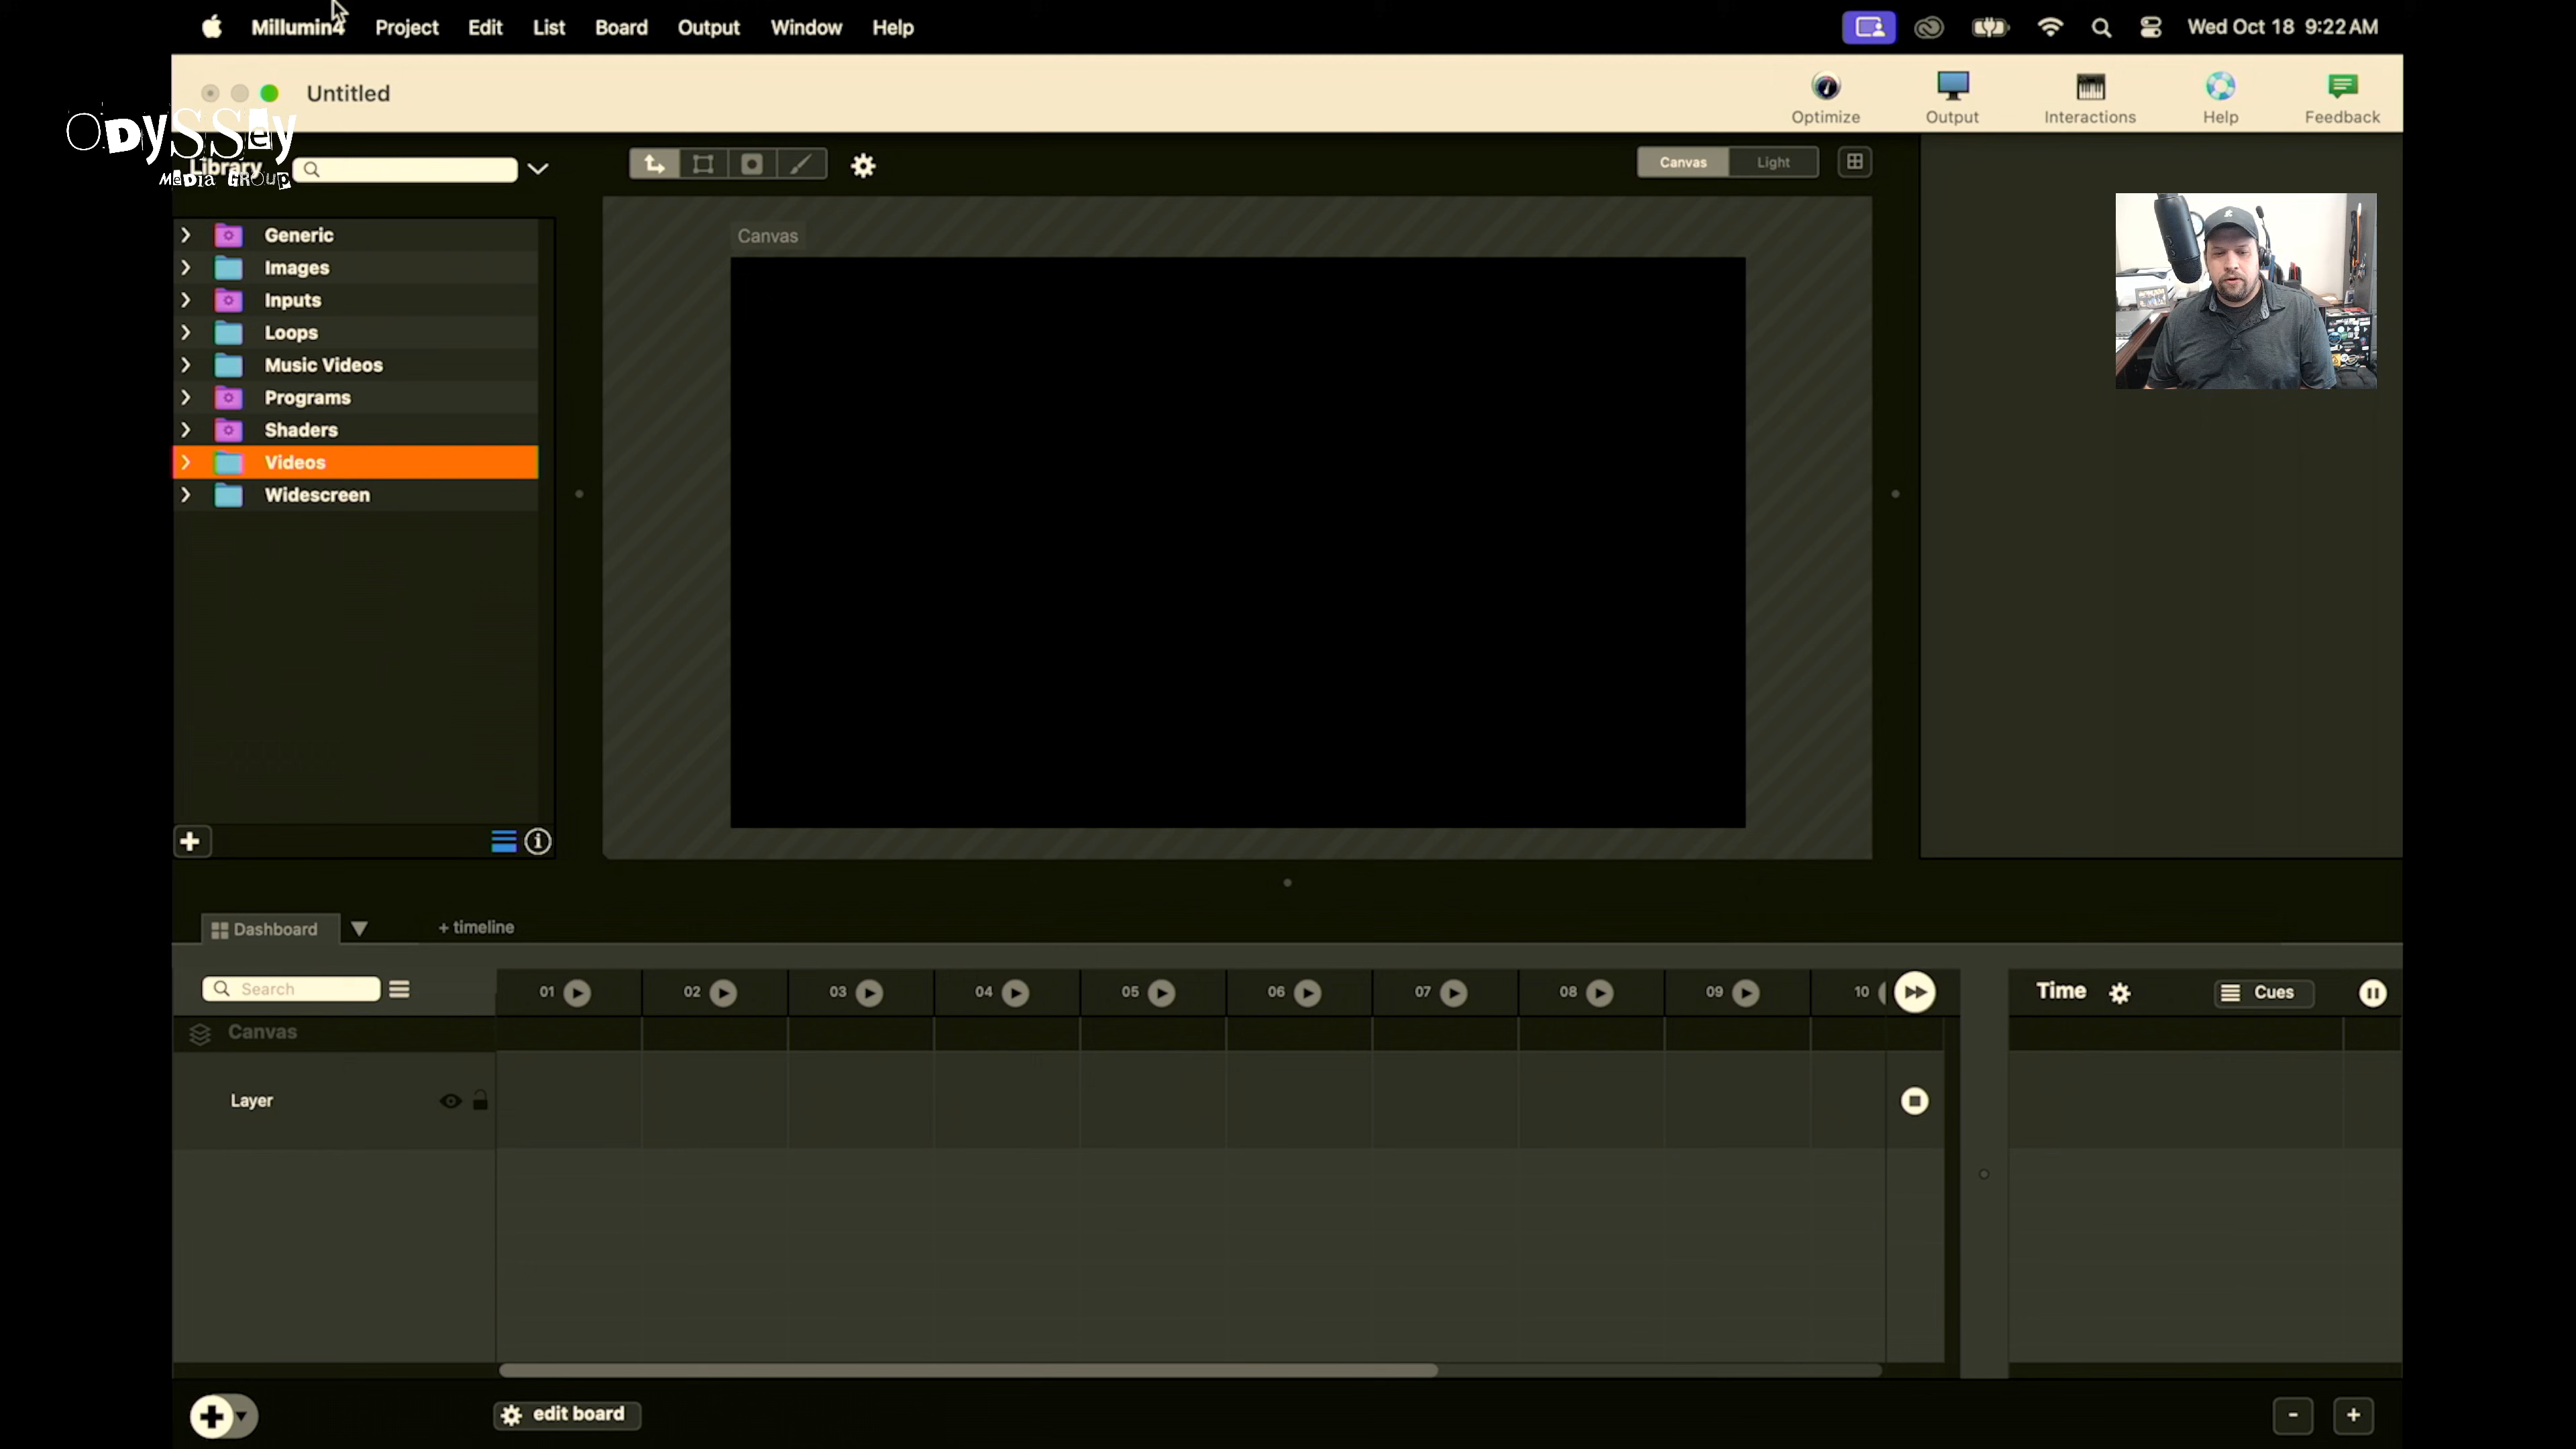 Millumin4 Project Edit List Board Output Window Help Wed Oct 18 9:22 AM
Untitled
Optimize Output Interactions Help Feedback
ODySSey
MeDia GROUP
Library
Canvas Light
Generic
Images
Inputs
Loops
Music Videos
Programs
Shaders
Videos
Widescreen
Canvas
Dashboard + timeline
Search 01 02 03 04 05 06 07 08 09 10 Time Cues
Canvas
Layer
edit board - +